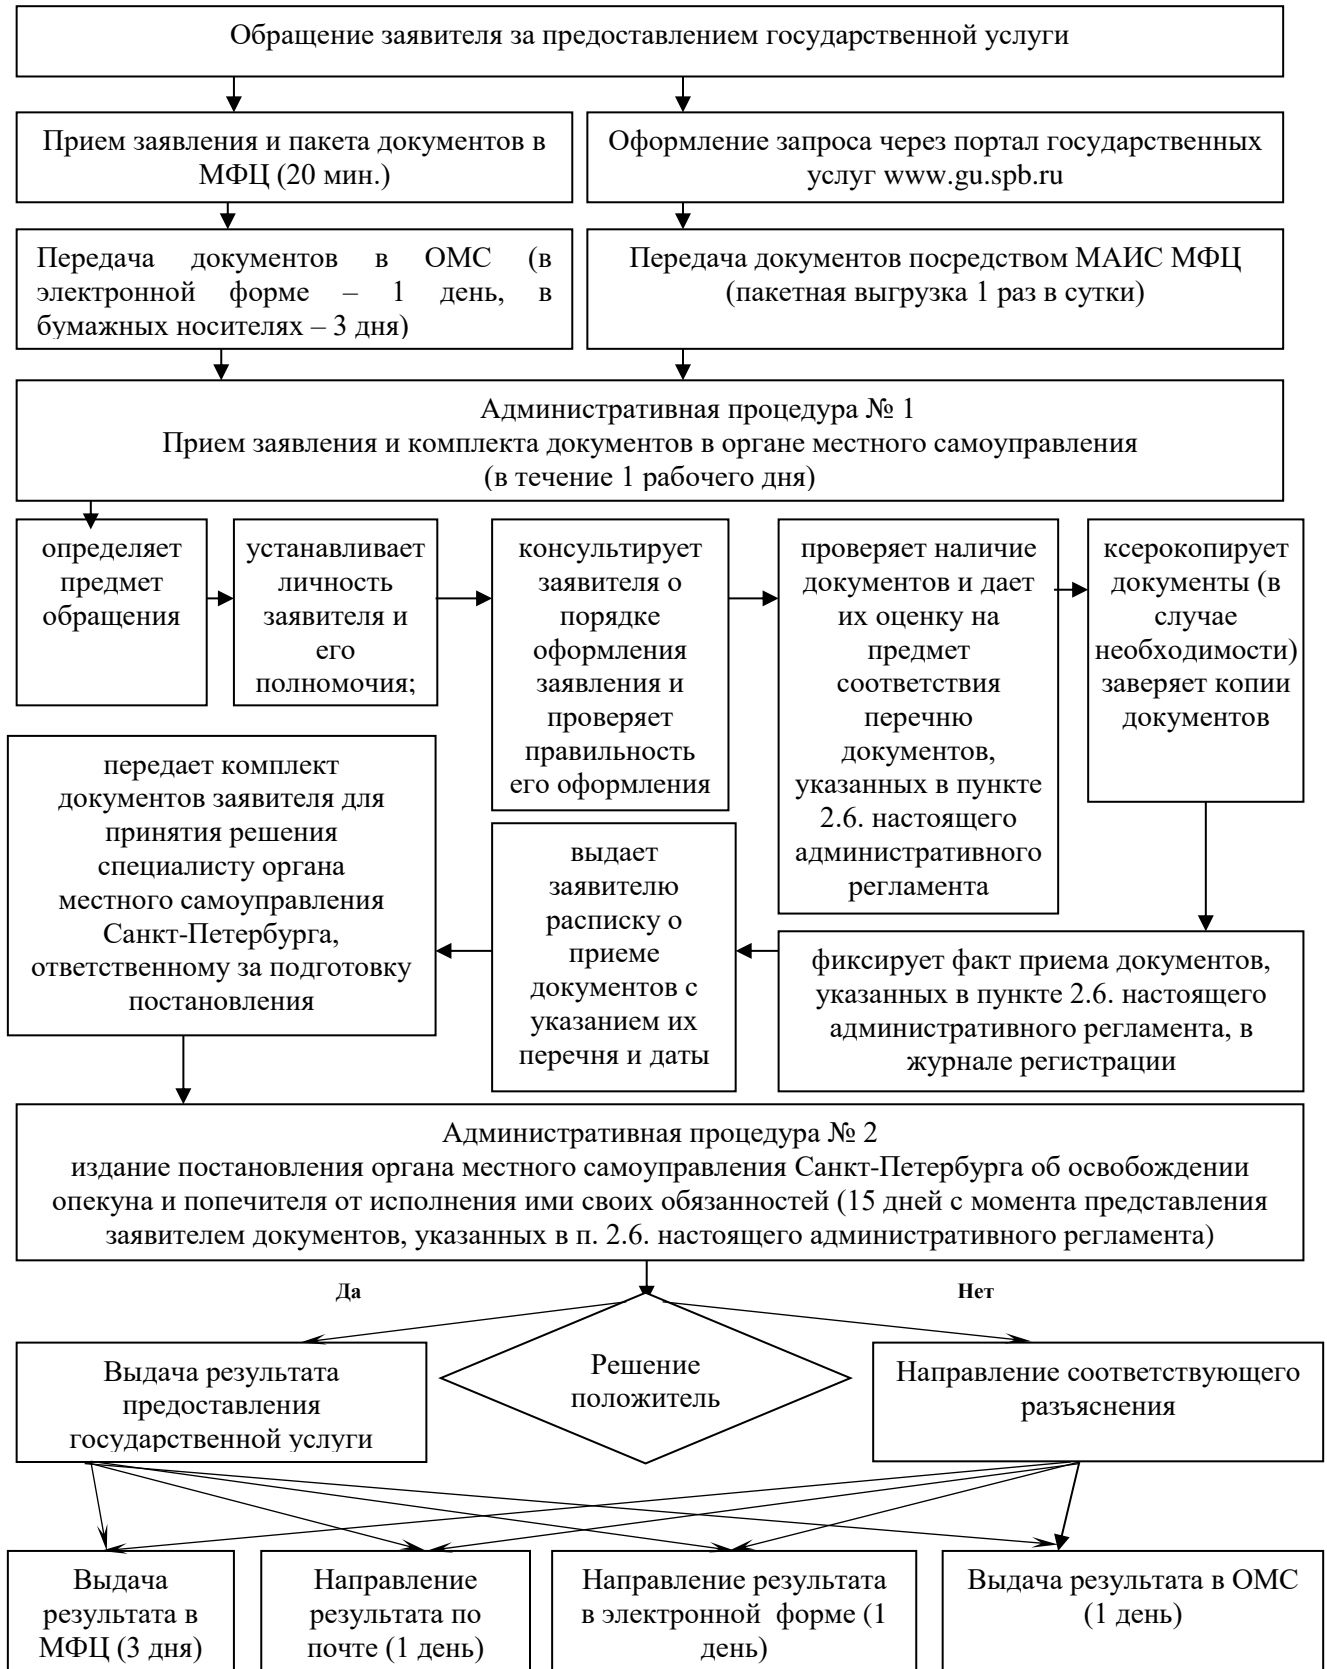 Обращение заявителя за предоставлением государственной услуги
Прием заявления и пакета документов в
МФЦ (20 мин.)
Оформление запроса через портал государственных
услуг www.gu.spb.ru
Передача документов в ОМС (в
электронной форме – 1 день, в
бумажных носителях – 3 дня)
Передача документов посредством МАИС МФЦ
(пакетная выгрузка 1 раз в сутки)
Административная процедура № 1
Прием заявления и комплекта документов в органе местного самоуправления
(в течение 1 рабочего дня)
определяет
предмет
обращения
устанавливает
личность
заявителя и
его
полномочия;
консультирует
заявителя о
порядке
оформления
заявления и
проверяет
правильность
его оформления
проверяет наличие
документов и дает
их оценку на
предмет
соответствия
перечню
документов,
указанных в пункте
2.6. настоящего
административного
регламента
ксерокопирует
документы (в
случае
необходимости)
заверяет копии
документов
фиксирует факт приема документов,
указанных в пункте 2.6. настоящего
административного регламента, в
журнале регистрации
выдает
заявителю
расписку о
приеме
документов с
указанием их
перечня и даты
передает комплект
документов заявителя для
принятия решения
специалисту органа
местного самоуправления
Санкт-Петербурга,
ответственному за подготовку
постановления
Административная процедура № 2
издание постановления органа местного самоуправления Санкт-Петербурга об освобождении
опекуна и попечителя от исполнения ими своих обязанностей (15 дней с момента представления
заявителем документов, указанных в п. 2.6. настоящего административного регламента)
Да
Нет
Выдача результата
предоставления
государственной услуги
Решение
положитель
Направление соответствующего
разъяснения
Выдача
результата в
МФЦ (3 дня)
Направление
результата по
почте (1 день)
Направление результата
в электронной форме (1
день)
Выдача результата в ОМС
(1 день)